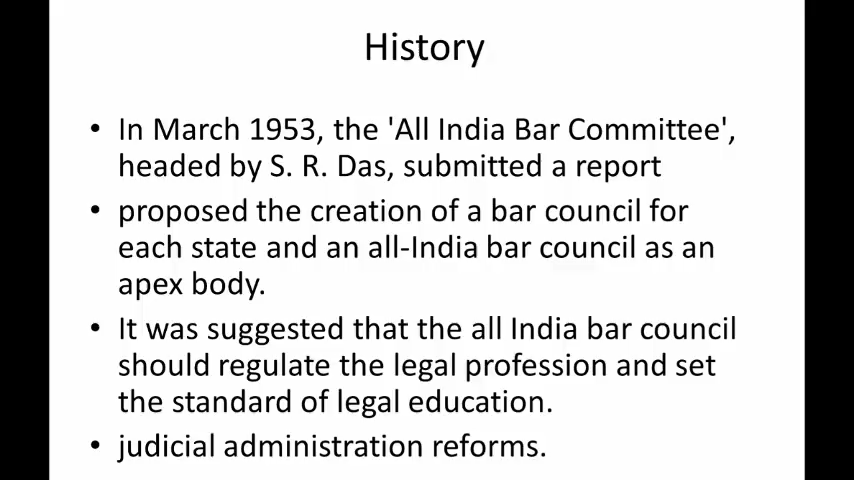 History
• In March 1953, the 'All India Bar Committee',
headed by S. R. Das, submitted a report
• proposed the creation of a bar council for
each state and an all-India bar council as an
apex body.
• It was suggested that the all India bar council
should regulate the legal profession and set
the standard of legal education.
• judicial administration reforms.